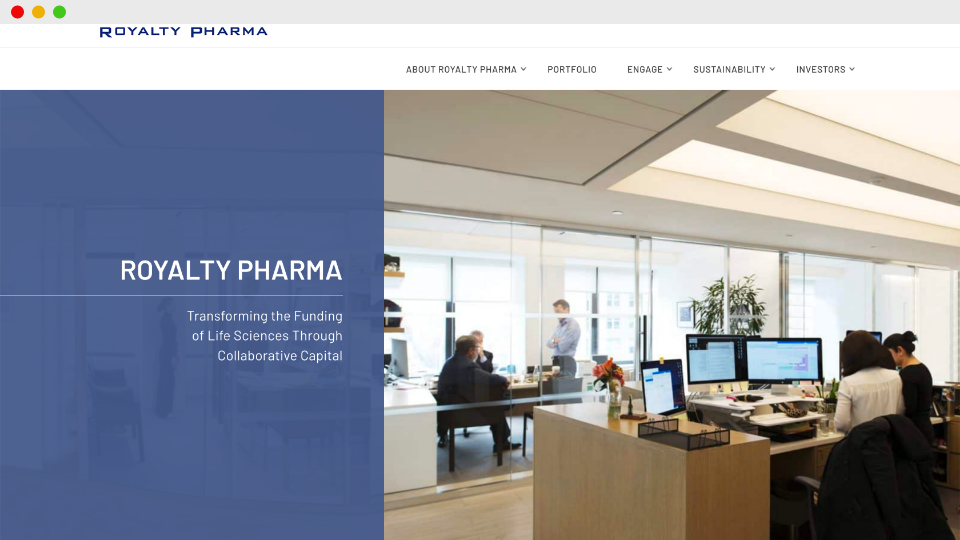 ROYALTY PHARMA
ABOUT ROYALTY PHARMA PORTFOLIO ENGAGE SUSTAINABILITY INVESTORS
ROYALTY PHARMA
Transforming the Funding
of Life Sciences Through
Collaborative Capital